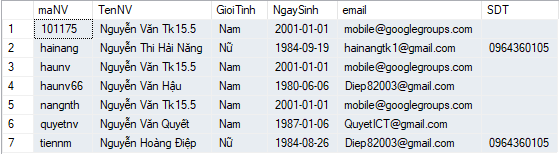 maNV TenNV GioiTinh NgaySinh email SDT
1 101175 Nguyễn Văn Tk15.5 Nam 2001-01-01 mobile@googlegroups.com
2 hainang Nguyễn Thi Hải Năng Nữ 1984-09-19 hainangtk1@gmail.com 0964360105
3 haunv Nguyễn Văn Tk15.5 Nam 2001-01-01 mobile@googlegroups.com
4 haunv66 Nguyễn Văn Hậu Nam 1980-06-06 Diep82003@gmail.com
5 nangnth Nguyễn Văn Tk15.5 Nam 2001-01-01 mobile@googlegroups.com
6 quyetnv Nguyễn Văn Quyết Nam 1987-01-06 QuyetICT@gmail.com
7 tiennm Nguyễn Hoàng Điệp Nữ 1984-08-26 Diep82003@gmail.com 0964360105